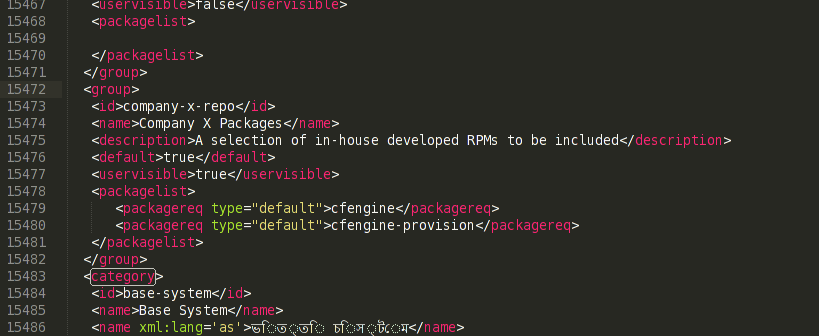 15467 <uservisible>false</uservisible>
15468 <packagelist>
15469
15470 </packagelist>
15471 </group>
15472 <group>
15473 <id>company-x-repo</id>
15474 <name>Company X Packages</name>
15475 <description>A selection of in-house developed RPMs to be included</description>
15476 <default>true</default>
15477 <uservisible>true</uservisible>
15478 <packagelist>
15479 <packagereq type="default">cfengine</packagereq>
15480 <packagereq type="default">cfengine-provision</packagereq>
15481 </packagelist>
15482 </group>
15483 <category>
15484 <id>base-system</id>
15485 <name>Base System</name>
15486 <name xml:lang='as'>ভিত্তি চিস্টেম</name>